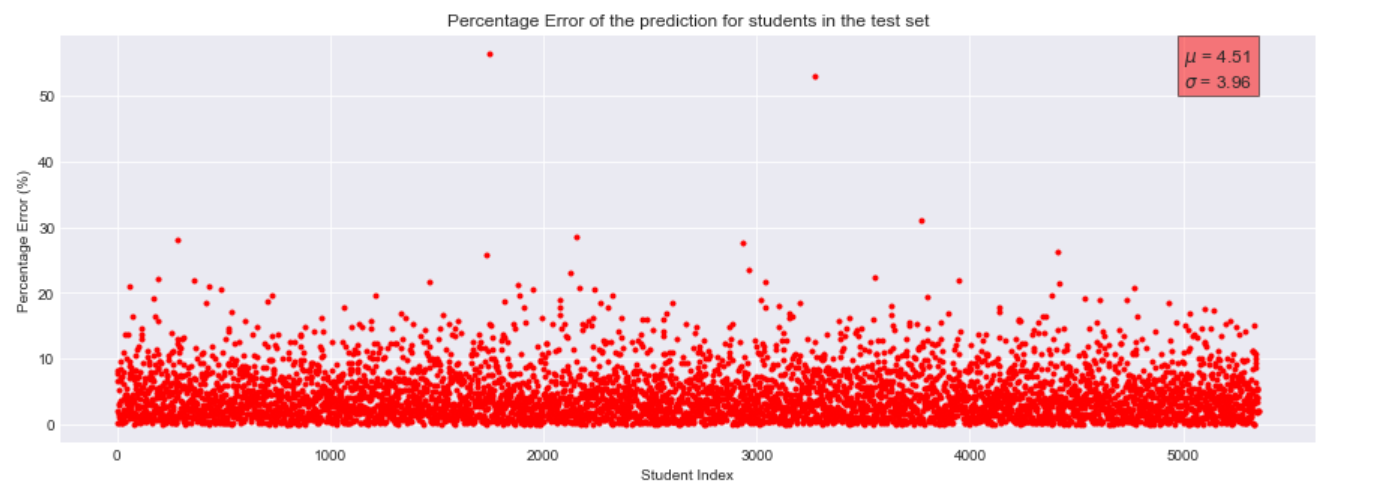 Percentage Error of the prediction for students in the test set
μ = 4.51
σ = 3.96
Percentage Error (%)
50
40
30
20
10
0
0 1000 2000 3000 4000 5000
Student Index